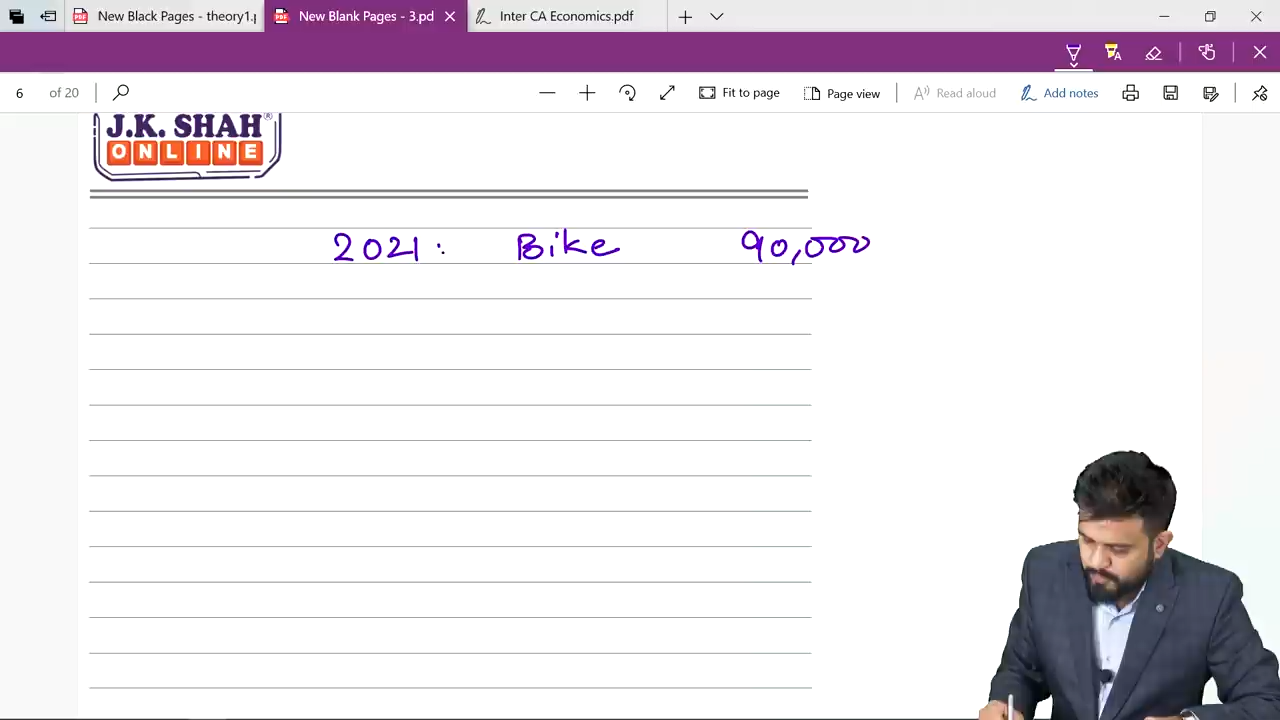 New Black Pages - theory1.p
New Blank Pages - 3.pd
Inter CA Economics.pdf
6 of 20
Fit to page
Page view
Read aloud
Add notes
J.K. SHAH®
ONLINE
2021 : Bike 90,000